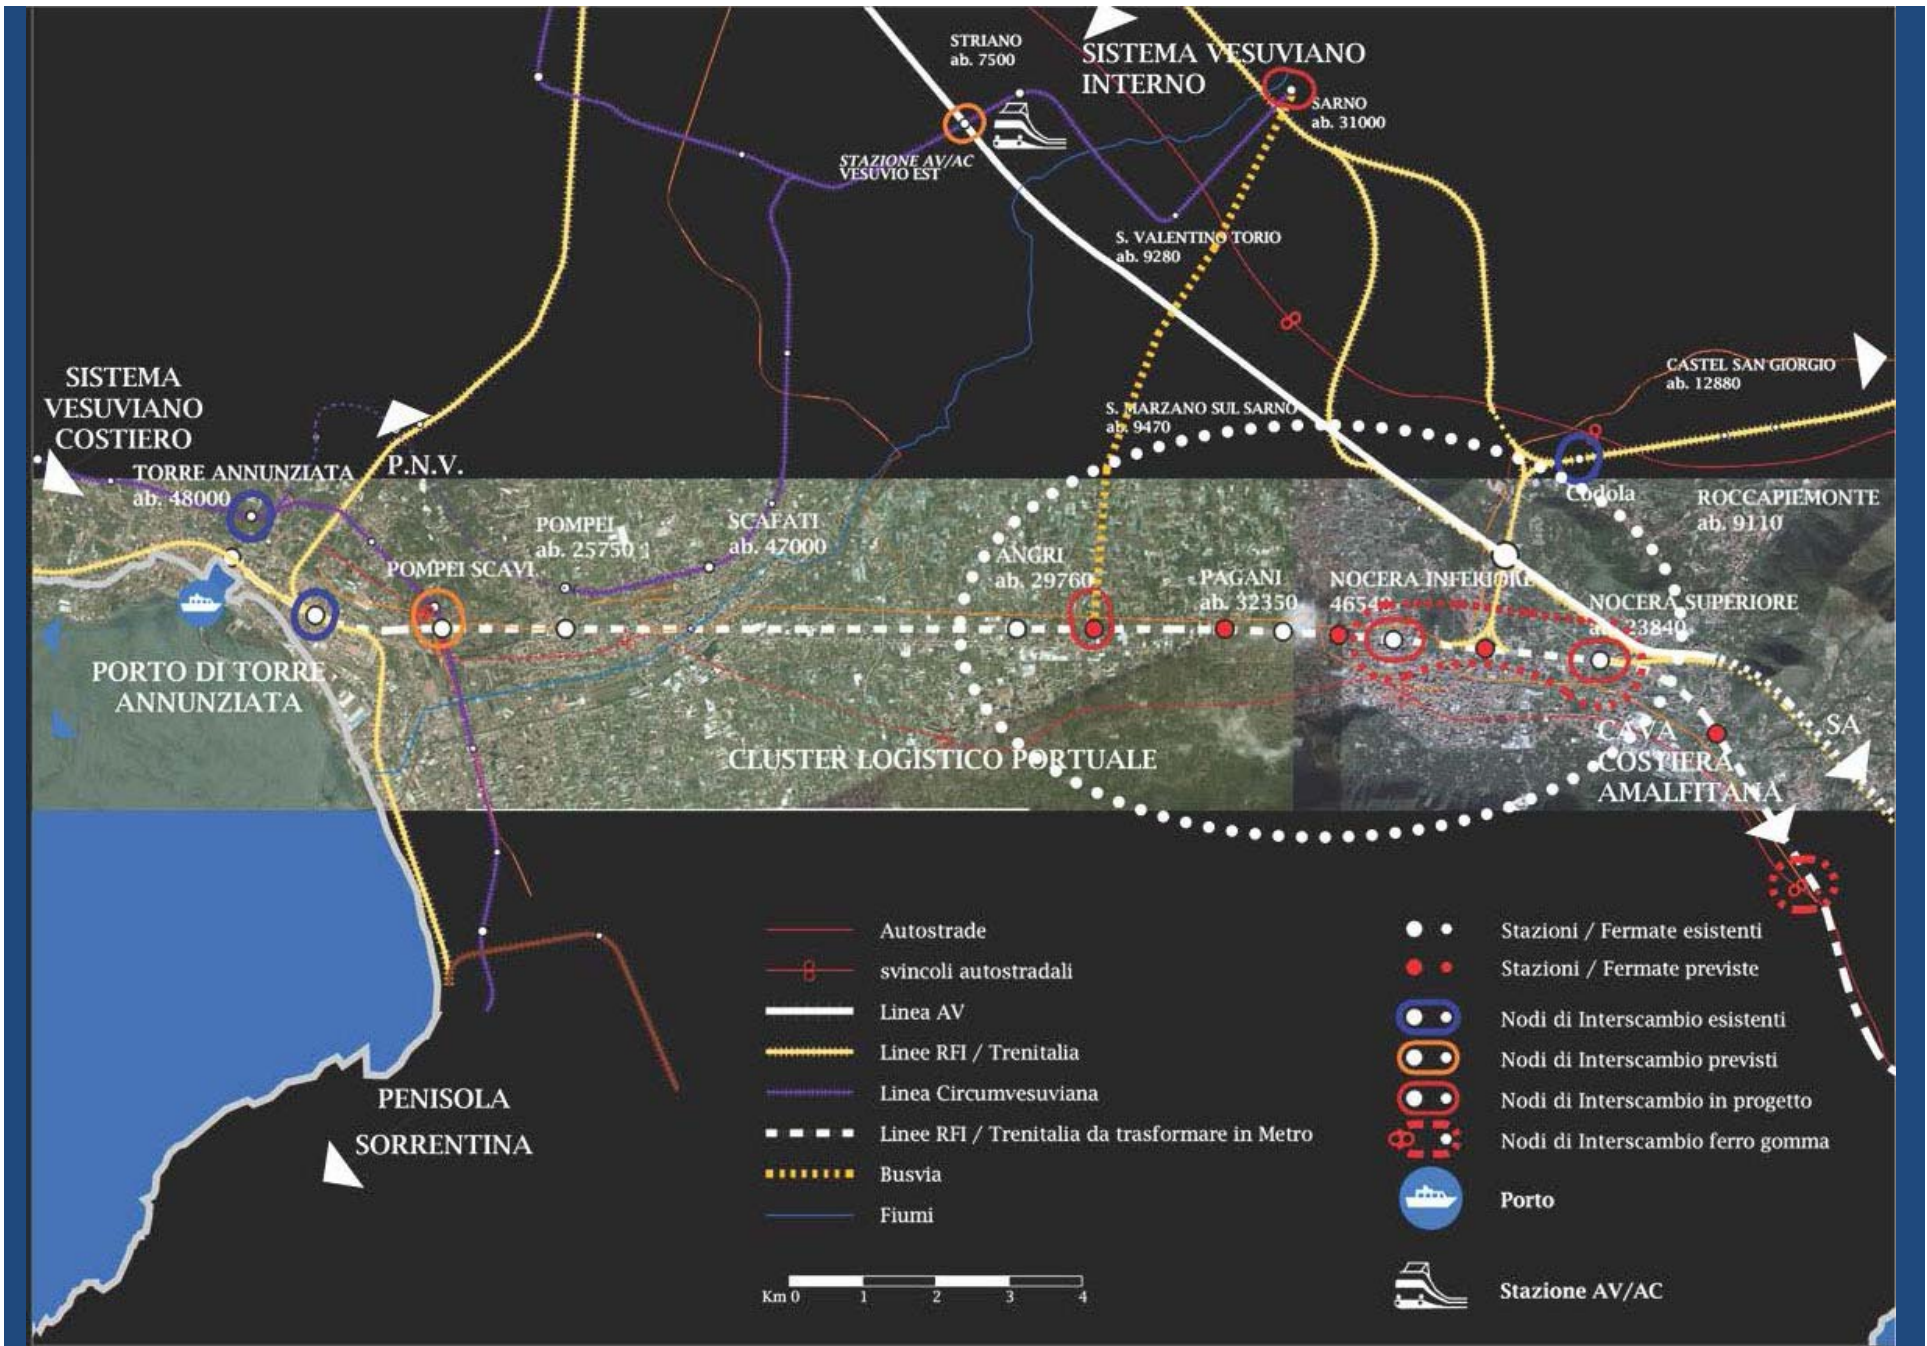 STRIANO
ab. 7500
SISTEMA VESUVIANO
INTERNO
SARNO
ab. 31000
STAZIONE AV/AC
VESUVIO EST
S. VALENTINO TORIO
ab. 9280
SISTEMA
VESUVIANO
COSTIERO
CASTEL SAN GIORGIO
ab. 12880
S. MARZANO SUL SARNO
ab. 9470
P.N.V.
TORRE ANNUNZIATA
ab. 48000
Codola
ROCCAPIEMONTE
ab. 9110
POMPEI
ab. 25750
SCAFATI
ab. 47000
POMPEI SCAVI
ANGRI
ab. 29760
PAGANI
ab. 32350
NOCERA INFERIORE
NOCERA SUPERIORE
ab. 23840
PORTO DI TORRE
ANNUNZIATA
CLUSTER LOGISTICO PORTUALE
CAVA
COSTIERA
AMALFITANA
SA
PENISOLA
SORRENTINA
Autostrade
svincoli autostradali
Linea AV
Linee RFI / Trenitalia
Linea Circumvesuviana
Linee RFI / Trenitalia da trasformare in Metro
Busvia
Fiumi
Km 0 1 2 3 4
Stazioni / Fermate esistenti
Stazioni / Fermate previste
Nodi di Interscambio esistenti
Nodi di Interscambio previsti
Nodi di Interscambio in progetto
Nodi di Interscambio ferro gomma
Porto
Stazione AV/AC